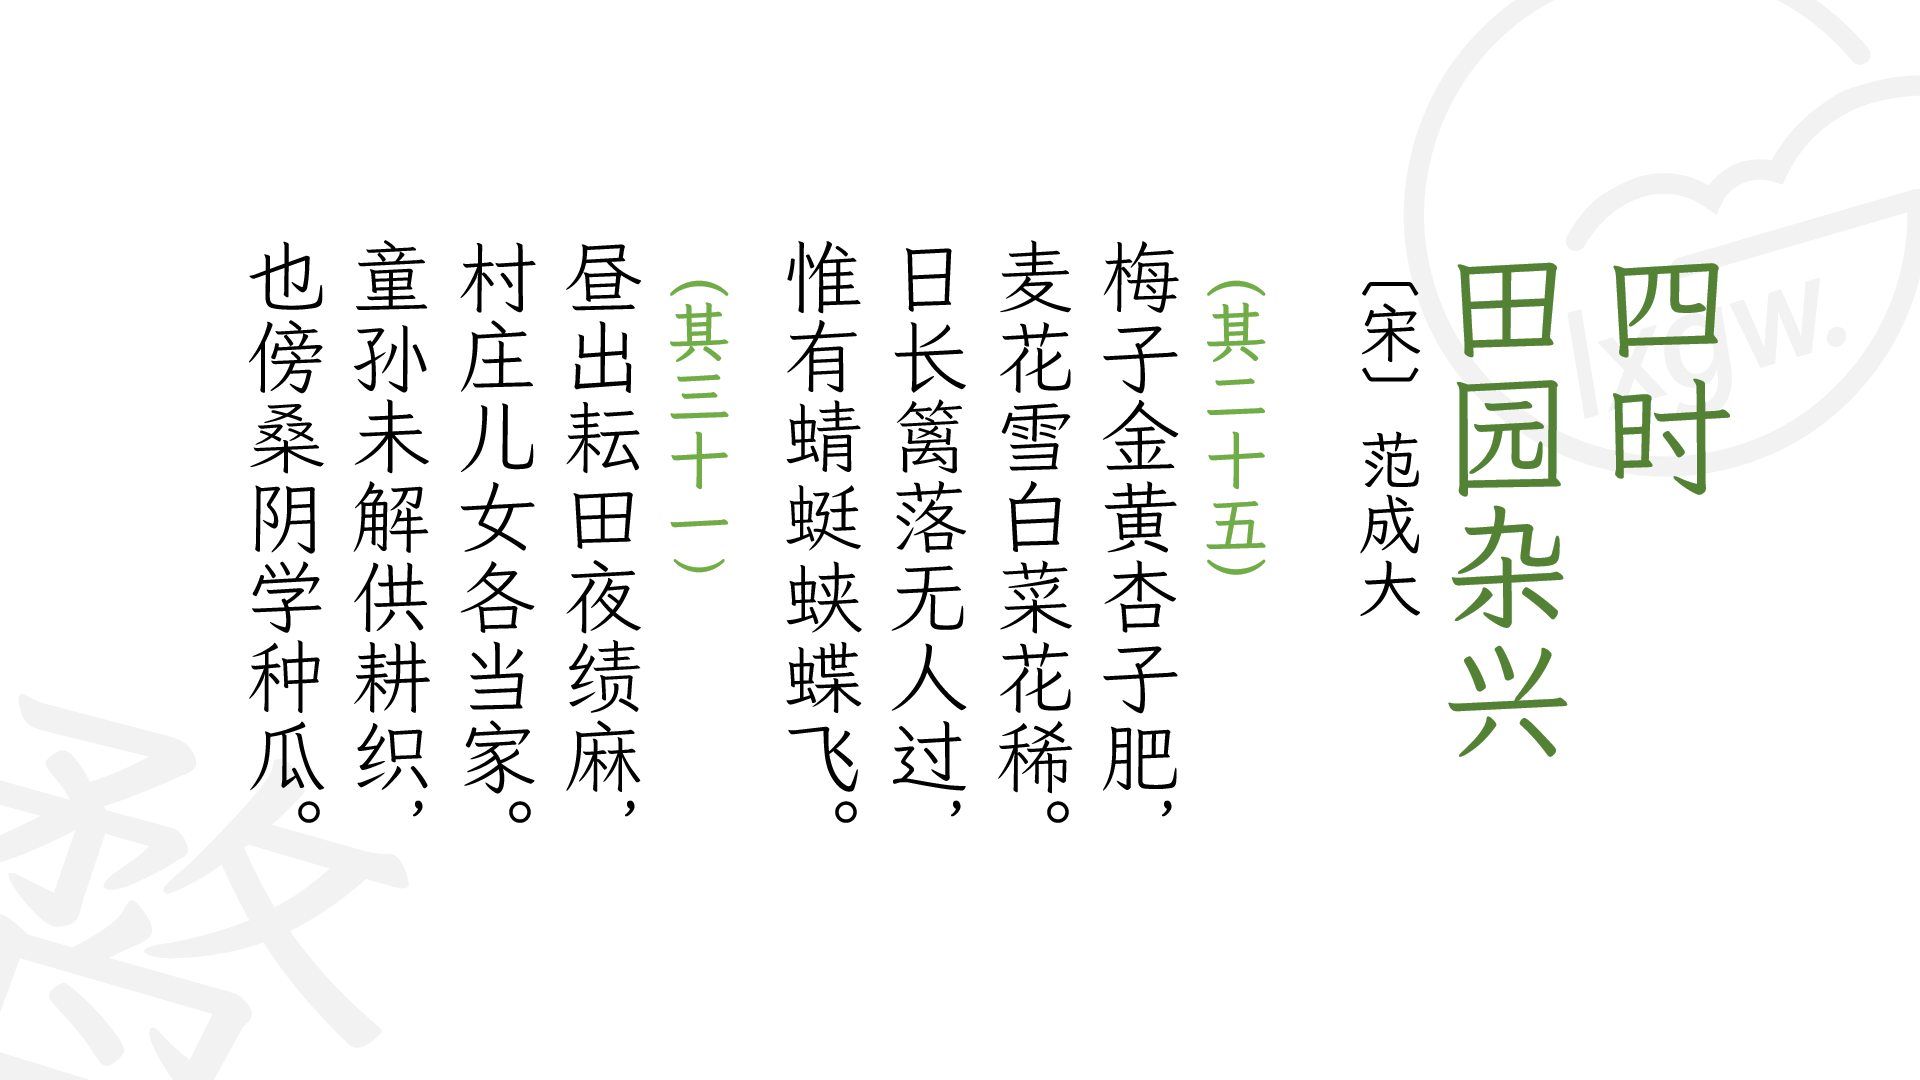 四时
田园杂兴
〔宋〕 范成大
（其二十五）
梅子金黄杏子肥，
麦花雪白菜花稀。
日长篱落无人过，
惟有蜻蜓蛱蝶飞。
（其三十一）
昼出耘田夜绩麻，
村庄儿女各当家。
童孙未解供耕织，
也傍桑阴学种瓜。
lxgw.